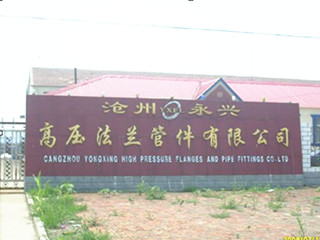 沧州 永兴
高压法兰管件有限公司
CANGZHOU YONGXING HIGH PRESSURE FLANGES AND PIPE FITTINGS CO·LTD